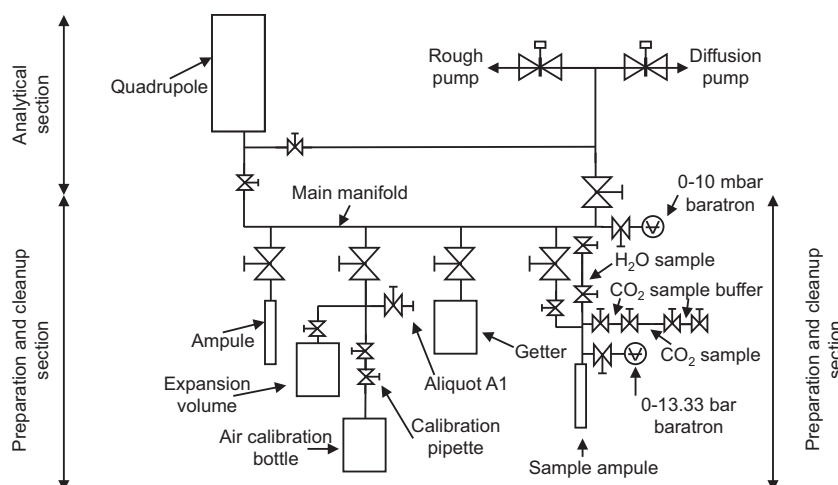 Analytical
section
Quadrupole
Rough
pump
Diffusion
pump
Main manifold
0-10 mbar
baratron
H₂O sample
CO₂ sample buffer
CO₂ sample
Ampule
Expansion
volume
Aliquot A1
Getter
Air calibration
bottle
Calibration
pipette
0-13.33 bar
baratron
Sample ampule
Preparation and cleanup
section
Preparation and cleanup
section